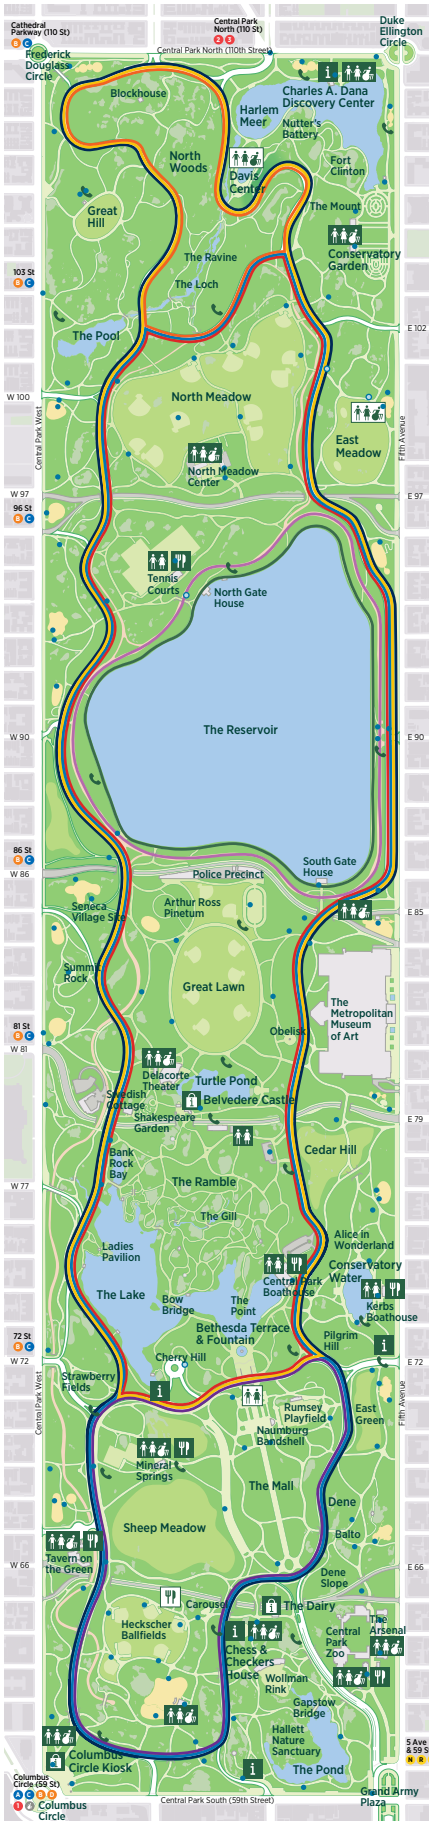 Cathedral
Parkway (110 St)
B C
Central Park
North (110 St)
2 3
Duke
Ellington
Circle
Frederick
Douglass
Circle
Central Park North (110th Street)
Blockhouse
Charles A. Dana
Discovery Center
Harlem
Meer
Nutter's
Battery
North
Woods
Davis
Center
Fort
Clinton
Great
Hill
The Mount
Conservatory
Garden
The Ravine
The Loch
103 St
B C
The Pool
E 102
W 100
North Meadow
East
Meadow
Central Park West
Fifth Avenue
North Meadow
Center
W 97
E 97
96 St
B C
Tennis
Courts
North Gate
House
The Reservoir
W 90
E 90
86 St
B C
W 86
South Gate
House
Police Precinct
Seneca
Village Site
Arthur Ross
Pinetum
E 85
Summit
Rock
Great Lawn
The
Metropolitan
Museum
of Art
81 St
B C
W 81
Obelisk
Delacorte
Theater
Turtle Pond
Swedish
Cottage
Belvedere Castle
Shakespeare
Garden
E 79
Bank
Rock
Bay
Cedar Hill
W 77
The Ramble
The Gill
Alice in
Wonderland
Ladies
Pavilion
Conservatory
Water
Central Park
Boathouse
The Lake
Bow
Bridge
The
Point
Kerbs
Boathouse
72 St
B C
W 72
Bethesda Terrace
& Fountain
Pilgrim
Hill
E 72
Cherry Hill
Strawberry
Fields
Central Park West
Fifth Avenue
Rumsey
Playfield
East
Green
Naumburg
Bandshell
Mineral
Springs
The Mall
Dene
Sheep Meadow
Balto
Tavern on
the Green
W 66
E 66
Dene
Slope
Carousel
The Dairy
Heckscher
Ballfields
Central
Park
Zoo
The
Arsenal
Chess &
Checkers
House
Wollman
Rink
Gapstow
Bridge
Hallett
Nature
Sanctuary
5 Ave
& 59 S
N R
Columbus
Circle Kiosk
The Pond
Columbus
Circle (59 St)
A C B D
1 2
Columbus
Circle
Central Park South (59th Street)
Grand Army
Plaza